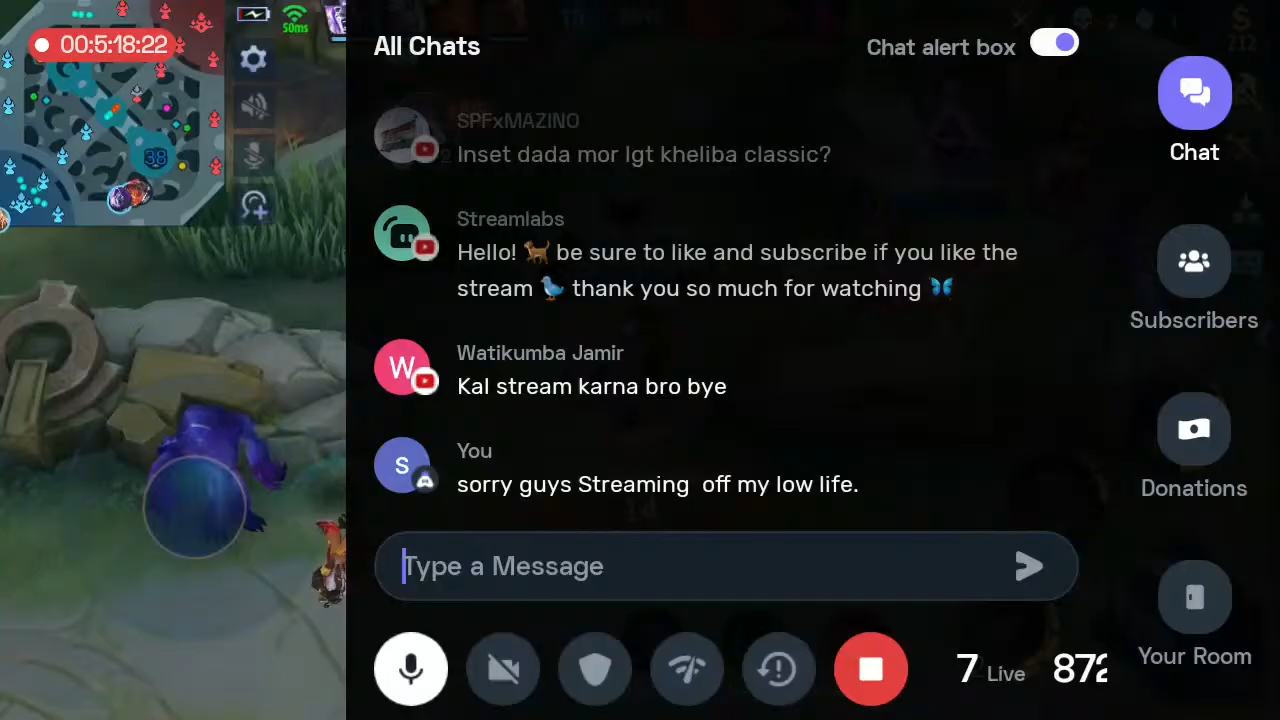 00:5:18:22
50ms
38
All Chats
Chat alert box
SPFxMAZINO
Inset dada mor lgt kheliba classic?
Streamlabs
Hello! 🐕 be sure to like and subscribe if you like the
stream 🐦 thank you so much for watching 🦋
W
Watikumba Jamir
Kal stream karna bro bye
S
You
sorry guys Streaming off my low life.
Type a Message
7 Live 872
Chat
Subscribers
Donations
Your Room